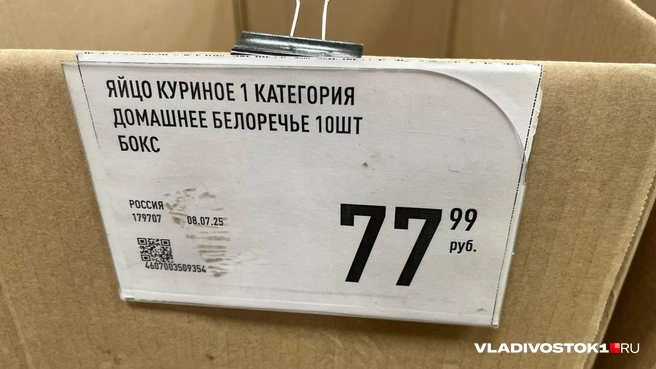 ЯЙЦО КУРИНОЕ 1 КАТЕГОРИЯ
ДОМАШНЕЕ БЕЛОРЕЧЬЕ 10ШТ
БОКС
РОССИЯ
179707 08.07.25
4607003509354
77 99
руб.
VLADIVOSTOK1.RU